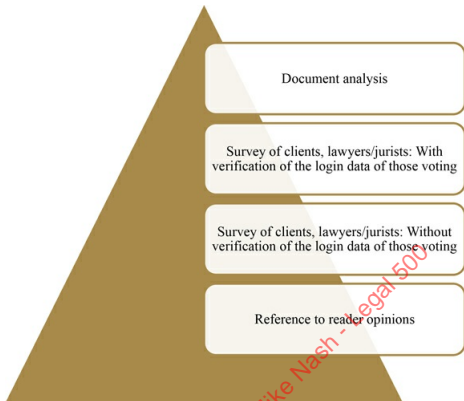 Document analysis
Survey of clients, lawyers/jurists: With
verification of the login data of those voting
Survey of clients, lawyers/jurists: Without
verification of the login data of those voting
Reference to reader opinions
ike Nash - Legal 500